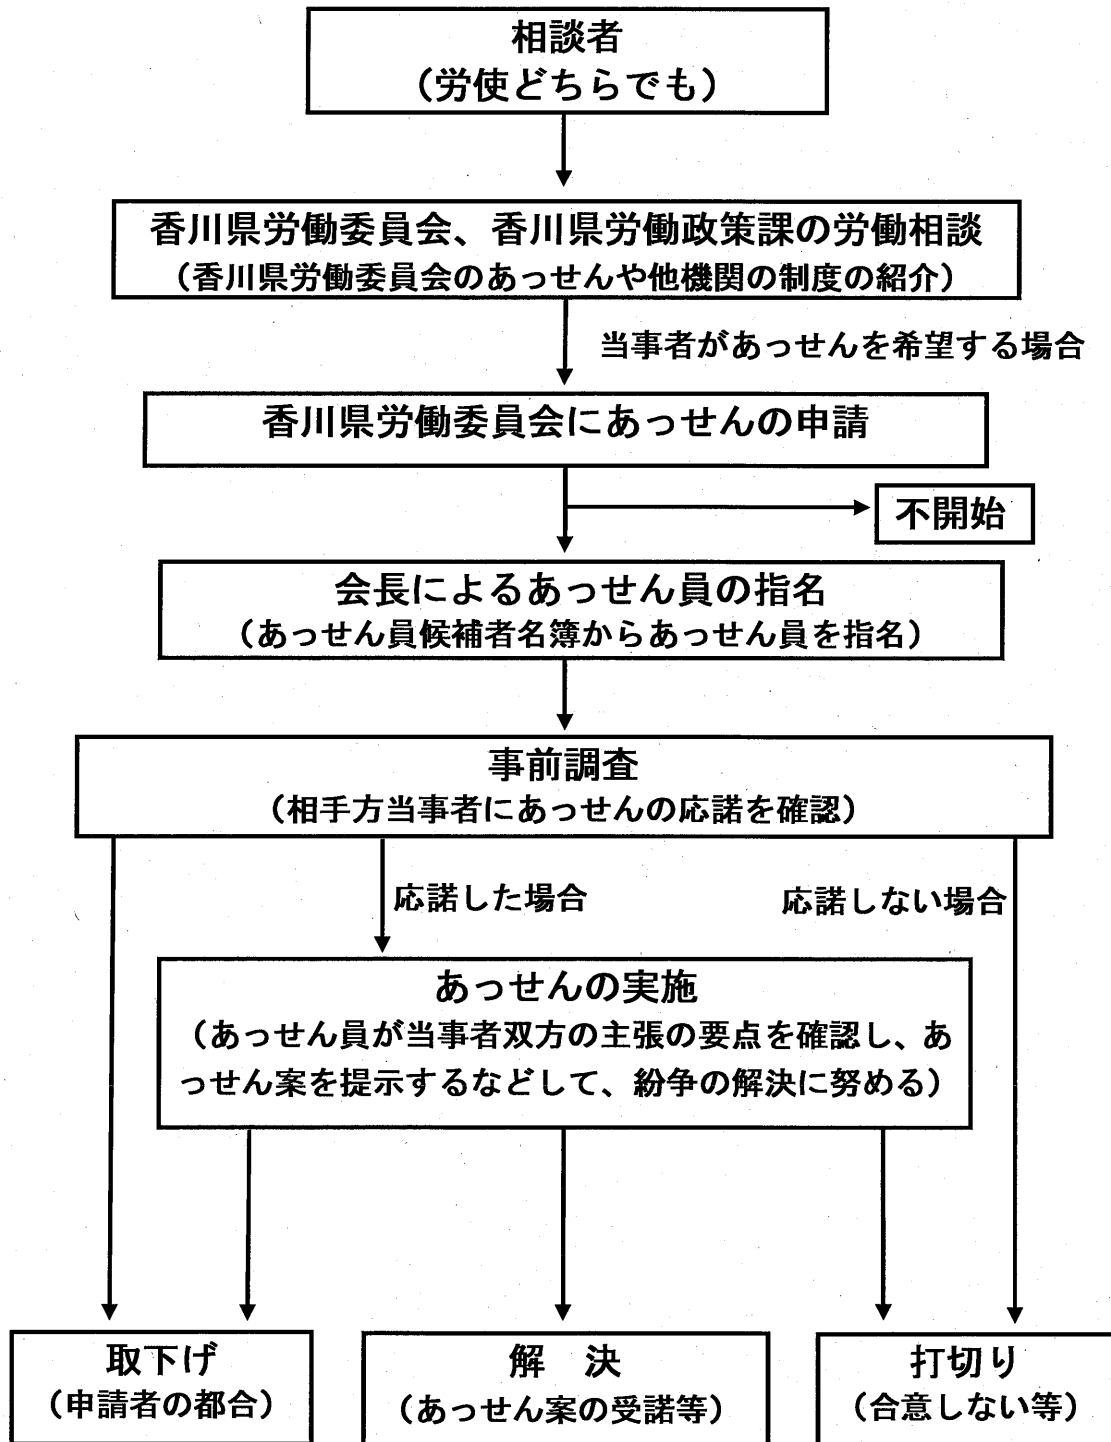 相談者
（労使どちらでも）
香川県労働委員会、香川県労働政策課の労働相談
（香川県労働委員会のあっせんや他機関の制度の紹介）
当事者があっせんを希望する場合
香川県労働委員会にあっせんの申請
不開始
会長によるあっせん員の指名
（あっせん員候補者名簿からあっせん員を指名）
事前調査
（相手方当事者にあっせんの応諾を確認）
応諾した場合
応諾しない場合
あっせんの実施
（あっせん員が当事者双方の主張の要点を確認し、あ
っせん案を提示するなどして、紛争の解決に努める）
取下げ
（申請者の都合）
解　決
（あっせん案の受諾等）
打切り
（合意しない等）